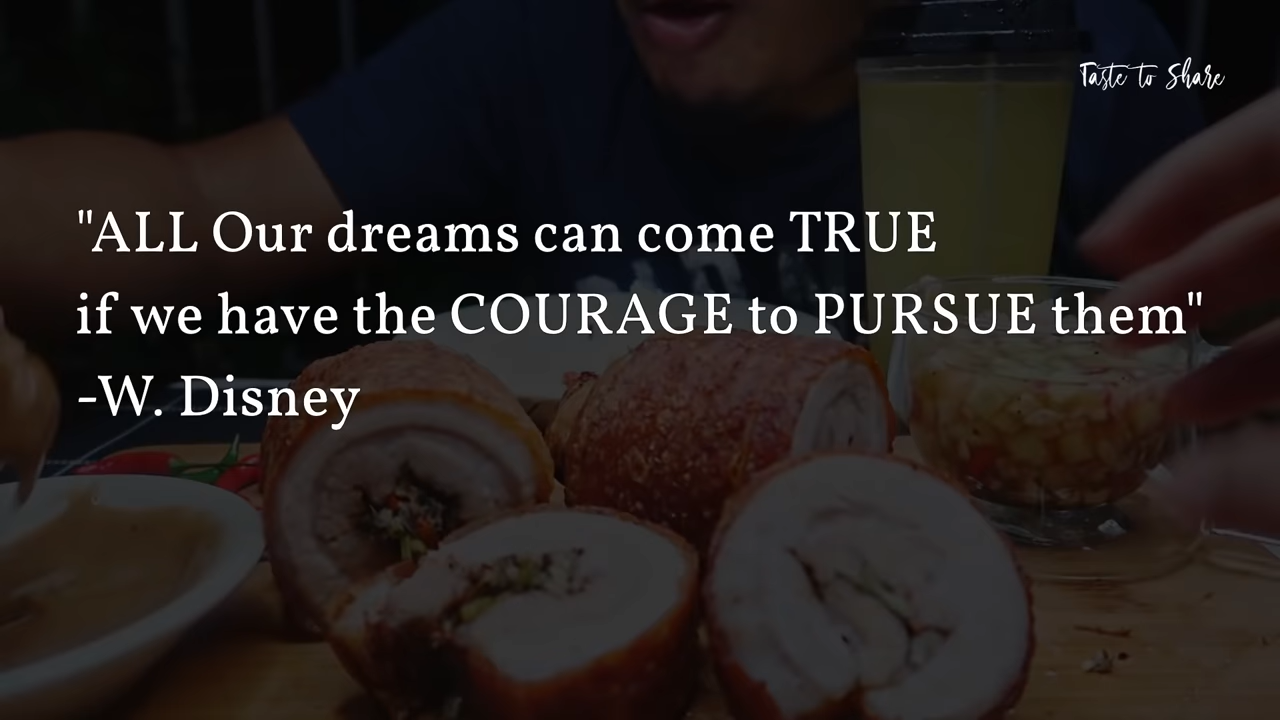 Taste to Share
"ALL Our dreams can come TRUE
if we have the COURAGE to PURSUE them"
-W. Disney